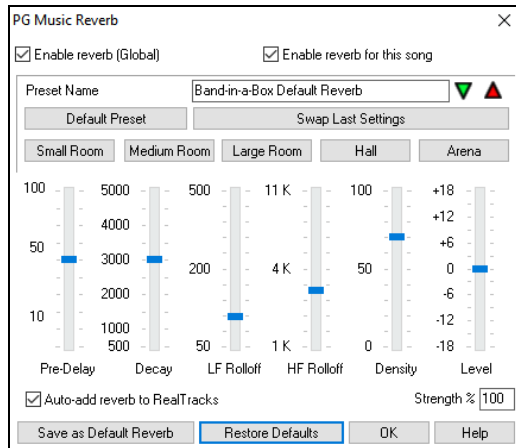 PG Music Reverb
Enable reverb (Global) Enable reverb for this song
Preset Name Band-in-a-Box Default Reverb
Default Preset Swap Last Settings
Small Room Medium Room Large Room Hall Arena
100 5000 500 11 K 100 +18
4000 +12
50 3000 200 4 K 50 +6
0
2000 -6
10 1000 -12
500 50 1 K 0 -18
Pre-Delay Decay LF Rolloff HF Rolloff Density Level
Auto-add reverb to RealTracks Strength % 100
Save as Default Reverb Restore Defaults OK Help